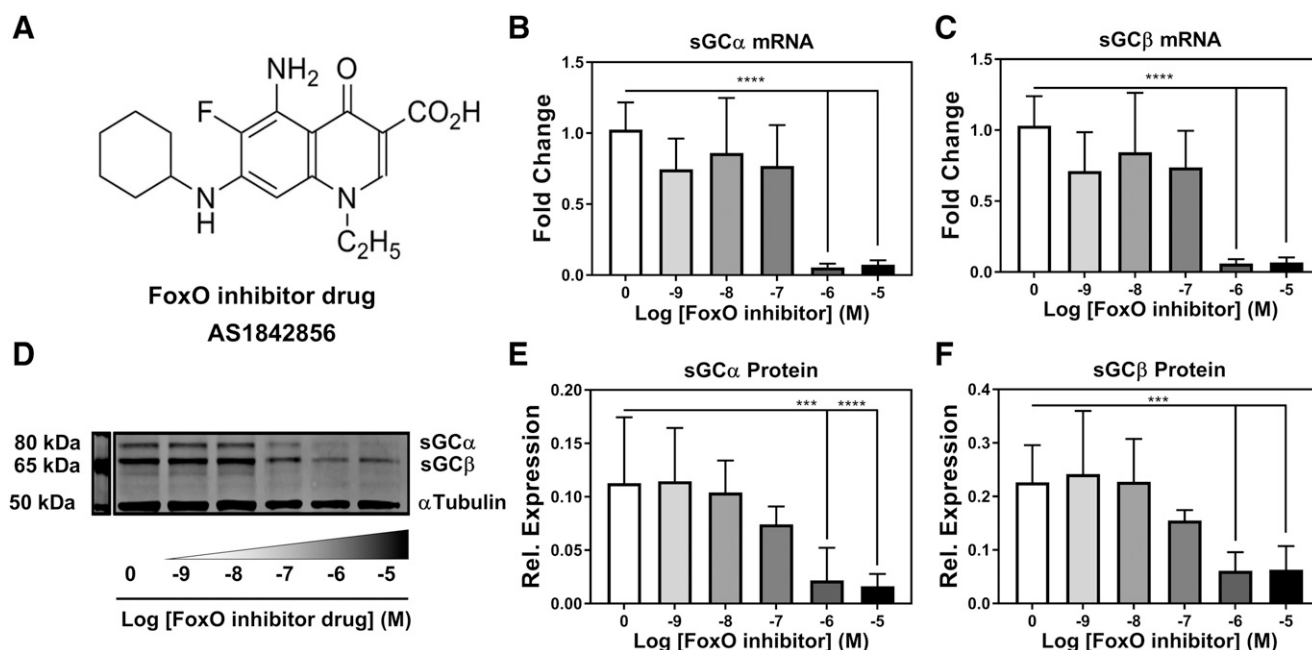 A
NH2
O
F
CO2H
N
H
N
C2H5
FoxO inhibitor drug
AS1842856
B
sGCα mRNA
Fold Change
1.5
1.0
0.5
0.0
****
0 -9 -8 -7 -6 -5
Log [FoxO inhibitor] (M)
C
sGCβ mRNA
Fold Change
1.5
1.0
0.5
0.0
****
0 -9 -8 -7 -6 -5
Log [FoxO inhibitor] (M)
D
80 kDa
65 kDa
50 kDa
sGCα
sGCβ
αTubulin
0 -9 -8 -7 -6 -5
Log [FoxO inhibitor drug] (M)
E
sGCα Protein
Rel. Expression
0.20
0.15
0.10
0.05
0.00
*** ****
0 -9 -8 -7 -6 -5
Log [FoxO inhibitor] (M)
F
sGCβ Protein
Rel. Expression
0.4
0.3
0.2
0.1
0.0
***
0 -9 -8 -7 -6 -5
Log [FoxO inhibitor] (M)